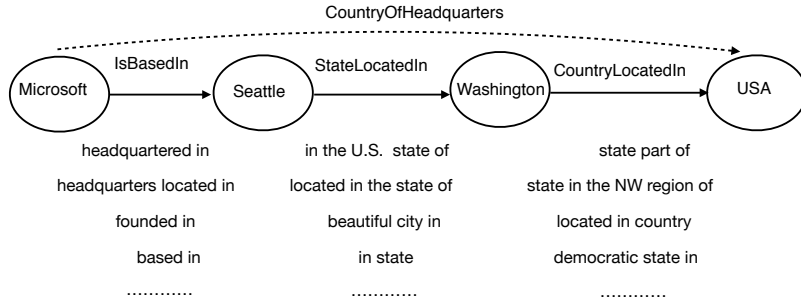 CountryOfHeadquarters
IsBasedIn StateLocatedIn CountryLocatedIn
Microsoft Seattle Washington USA
headquartered in in the U.S. state of state part of
headquarters located in located in the state of state in the NW region of
founded in beautiful city in located in country
based in in state democratic state in
............ ............ ............